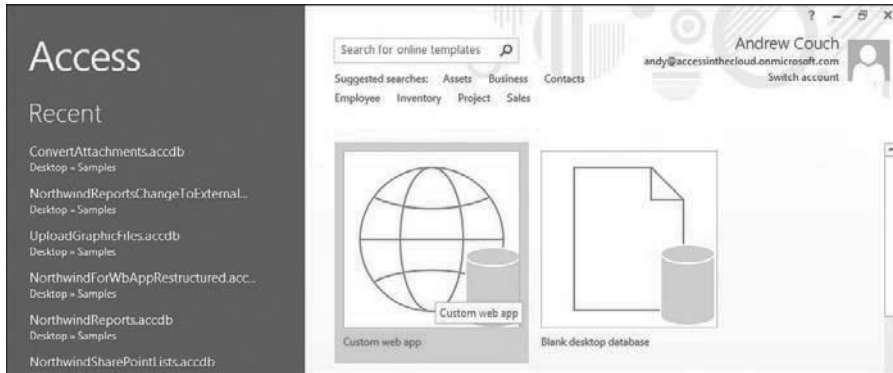 Access
Recent
ConvertAttachments.accdb
Desktop » Samples
NorthwindReportsChangeToExternal...
Desktop » Samples
UploadGraphicFiles.accdb
Desktop » Samples
NorthwindForWbAppRestructured.acc...
Desktop » Samples
NorthwindReports.accdb
Desktop » Samples
NorthwindSharePointLists.accdb
?
Search for online templates
Suggested searches: Assets Business Contacts
Employee Inventory Project Sales
Andrew Couch
andy@accessinthecloud.onmicrosoft.com
Switch account
Custom web app
Custom web app
Blank desktop database